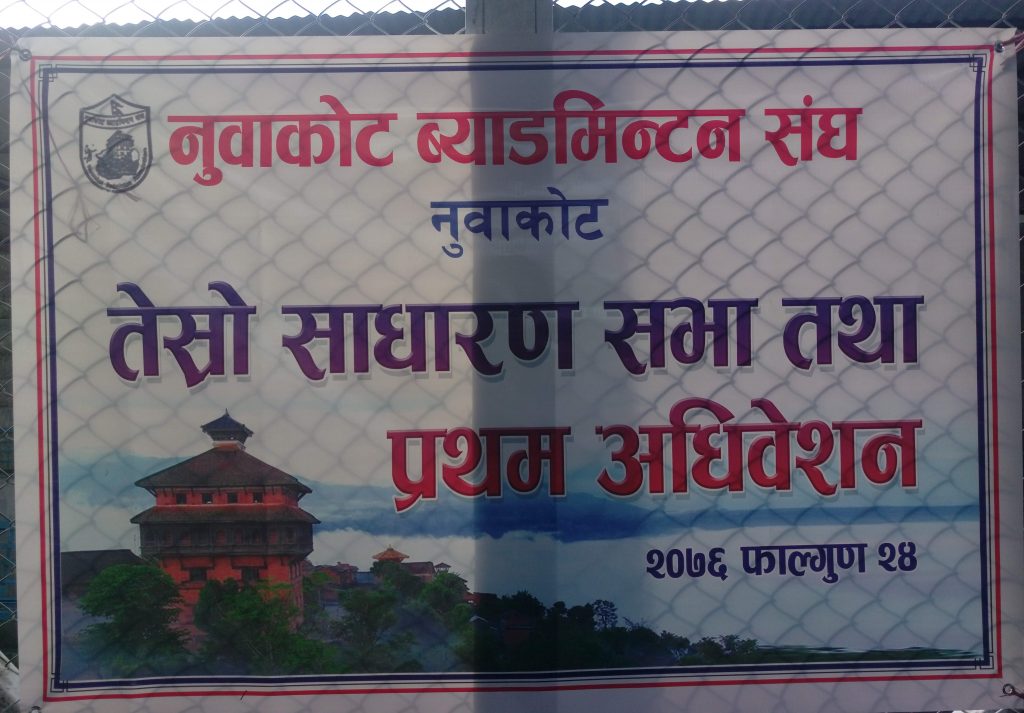 नुवाकोट ब्याडमिन्टन संघ
नुवाकोट
तेस्रो साधारण सभा तथा
प्रथम अधिवेशन
२०७६ फाल्गुण २४